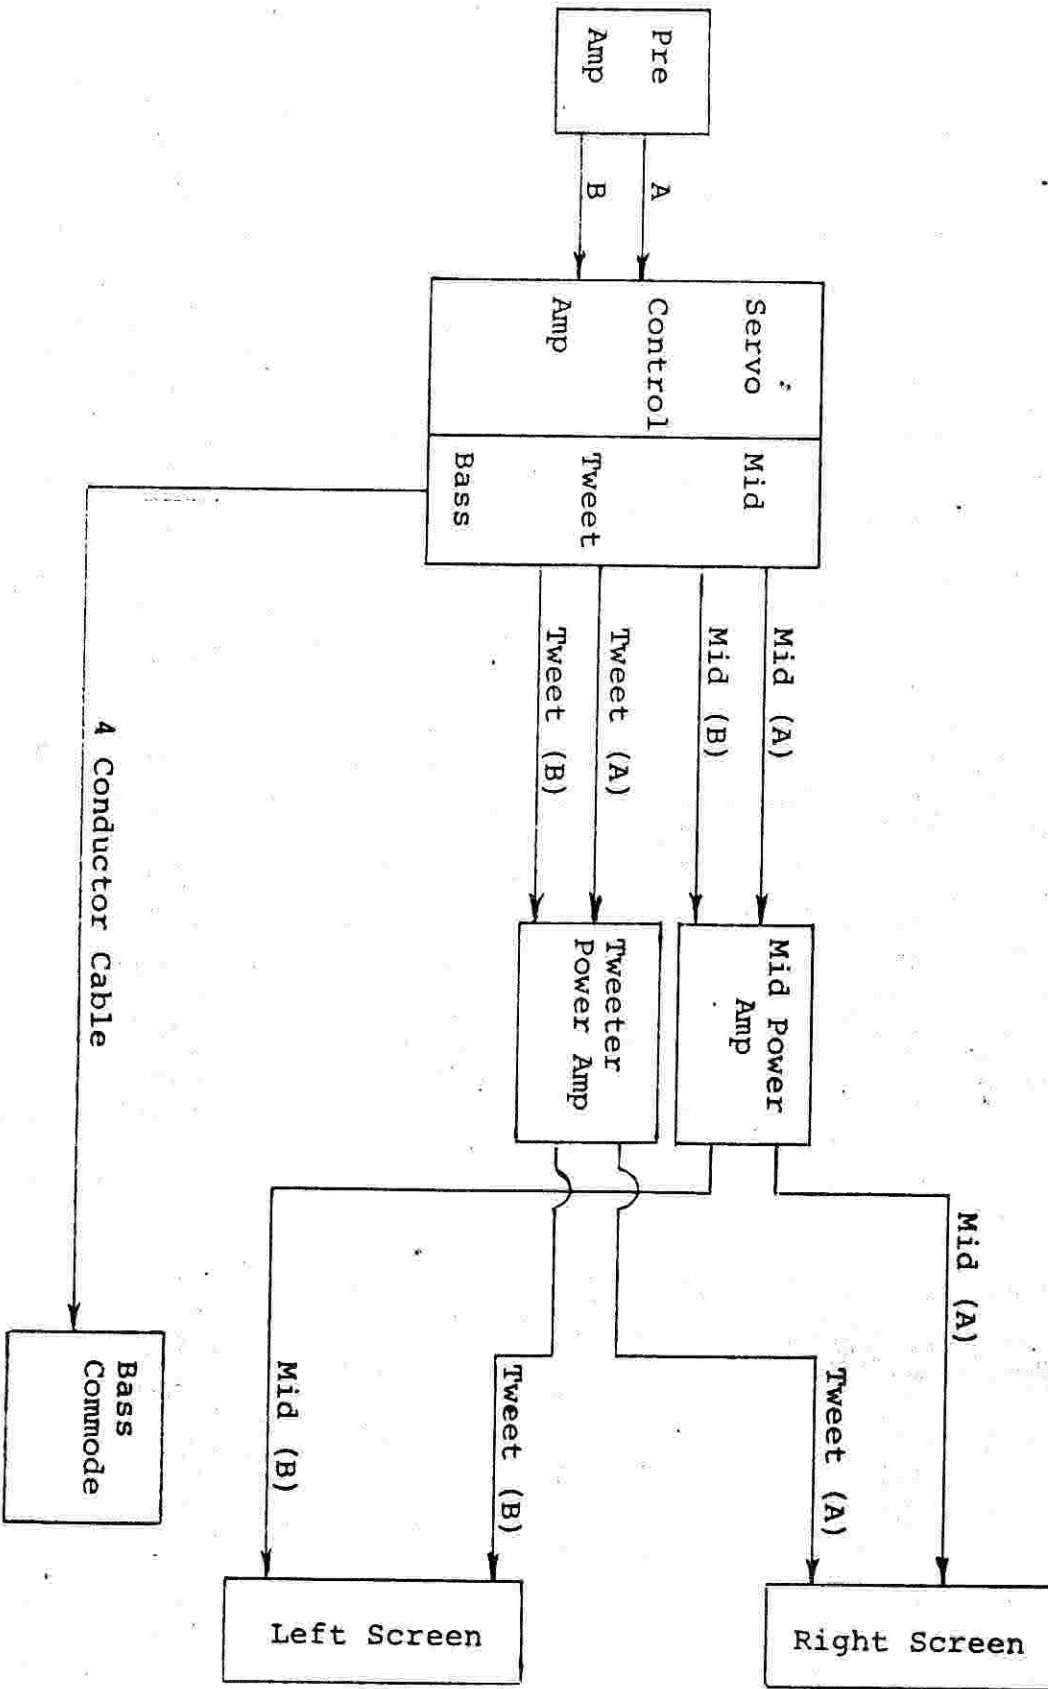 Pre
Amp
A
B
Servo
Control
Amp
Mid
Tweet
Bass
Mid (A)
Mid (B)
Tweet (A)
Tweet (B)
4 Conductor Cable
Mid Power
Amp
Tweeter
Power Amp
Mid (A)
Tweet (A)
Tweet (B)
Mid (B)
Bass
Commode
Right Screen
Left Screen